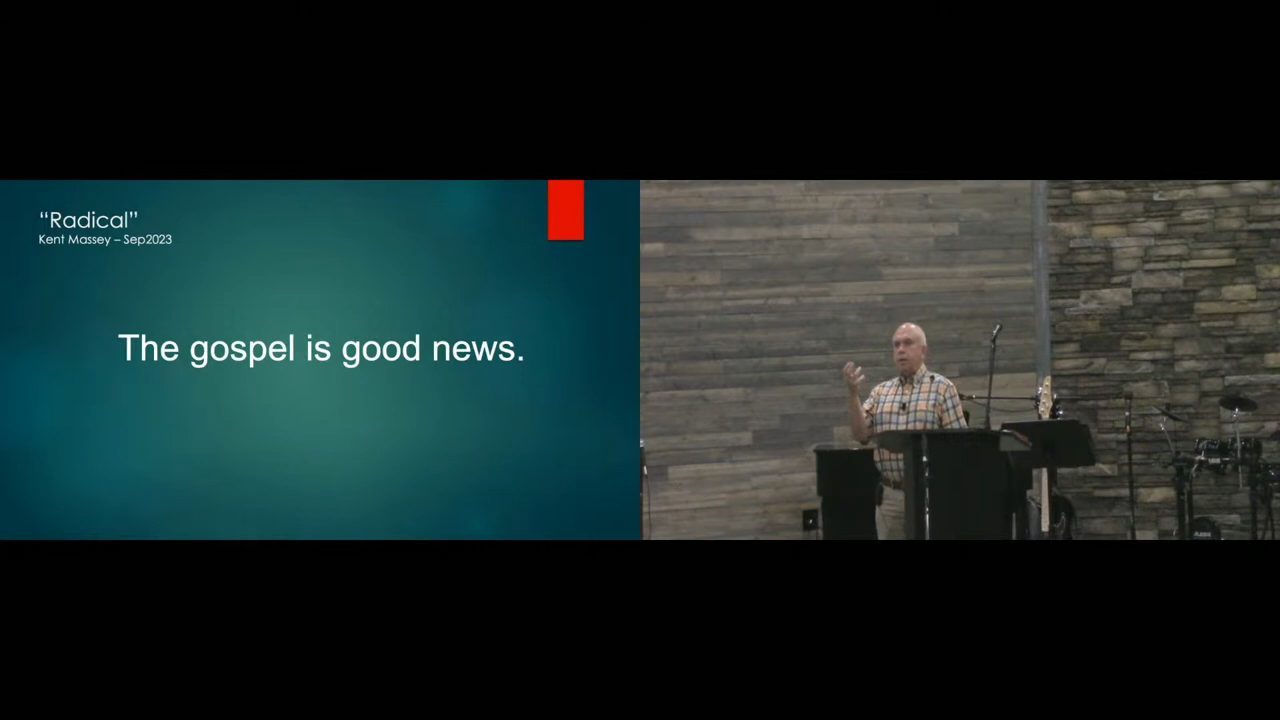 “Radical”
Kent Massey – Sep2023
The gospel is good news.